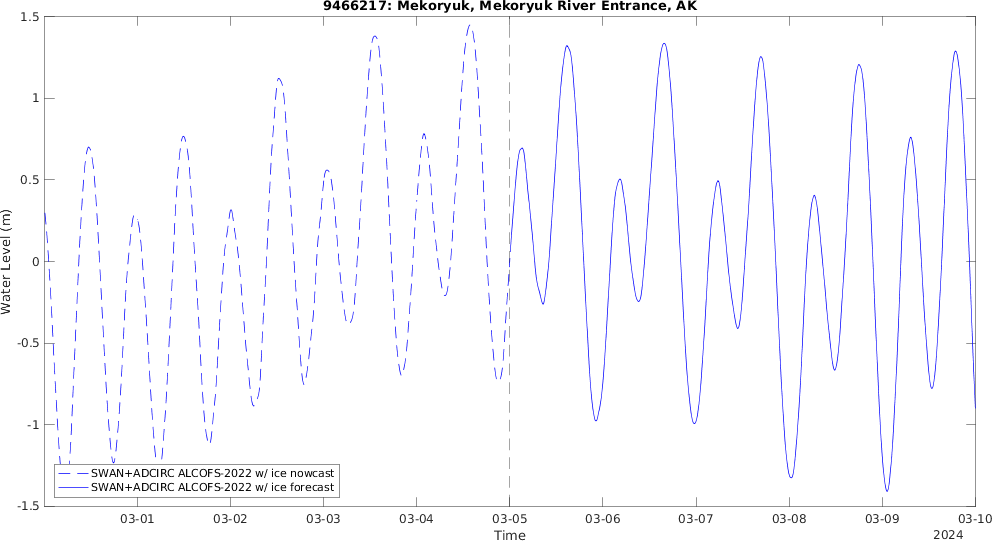 9466217: Mekoryuk, Mekoryuk River Entrance, AK
Water Level (m)
1.5
1
0.5
0
-0.5
-1
-1.5
SWAN+ADCIRC ALCOFS-2022 w/ ice nowcast
SWAN+ADCIRC ALCOFS-2022 w/ ice forecast
03-01 03-02 03-03 03-04 03-05 03-06 03-07 03-08 03-09 03-10
Time
2024